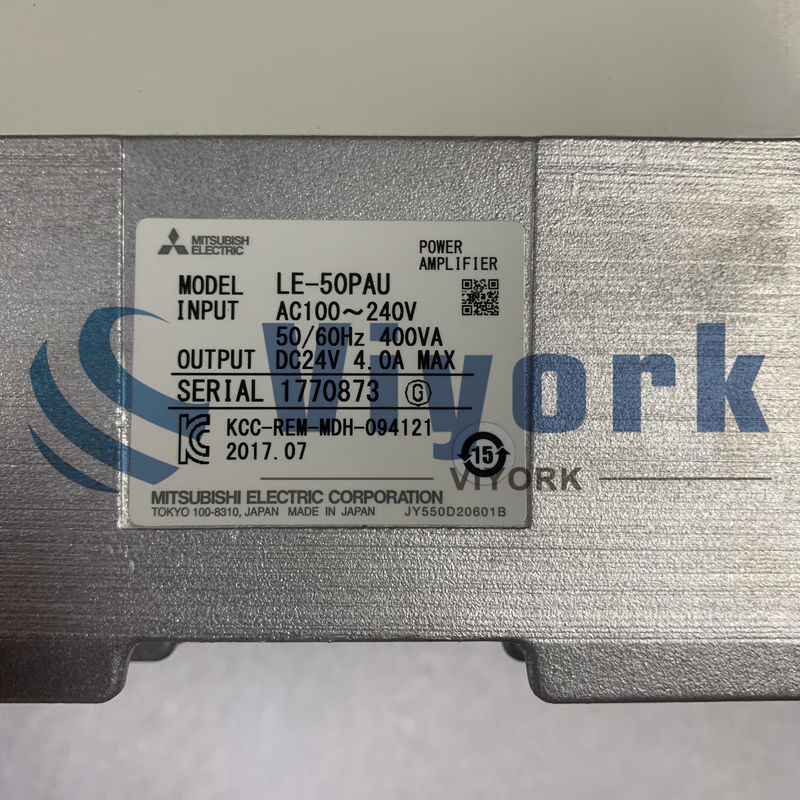 MITSUBISHI
ELECTRIC
POWER
AMPLIFIER
MODEL LE-50PAU
INPUT AC100～240V
50/60Hz 400VA
OUTPUT DC24V 4.0A MAX
SERIAL 1770873 G
KCC-REM-MDH-094121
2017.07
15
MITSUBISHI ELECTRIC CORPORATION
TOKYO 100-8310, JAPAN MADE IN JAPAN JY550D20601B
Viyork
VIYORK